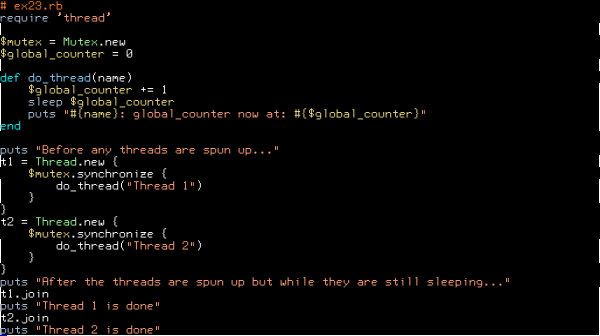 # ex23.rb
require 'thread'
$mutex = Mutex.new
$global_counter = 0
def do_thread(name)
$global_counter += 1
sleep $global_counter
puts "#{name}: global_counter now at: #{$global_counter}"
end
puts "Before any threads are spun up..."
t1 = Thread.new {
$mutex.synchronize {
do_thread("Thread 1")
}
}
t2 = Thread.new {
$mutex.synchronize {
do_thread("Thread 2")
}
}
puts "After the threads are spun up but while they are still sleeping..."
t1.join
puts "Thread 1 is done"
t2.join
puts "Thread 2 is done"